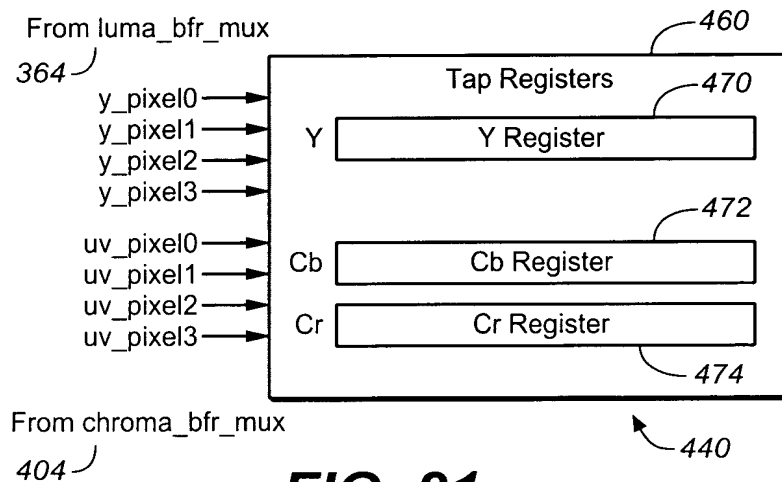 From luma_bfr_mux
460
364
Tap Registers
470
y_pixel0
y_pixel1
Y
Y Register
y_pixel2
y_pixel3
472
uv_pixel0
Cb
Cb Register
uv_pixel1
uv_pixel2
Cr
Cr Register
uv_pixel3
474
From chroma_bfr_mux
440
404